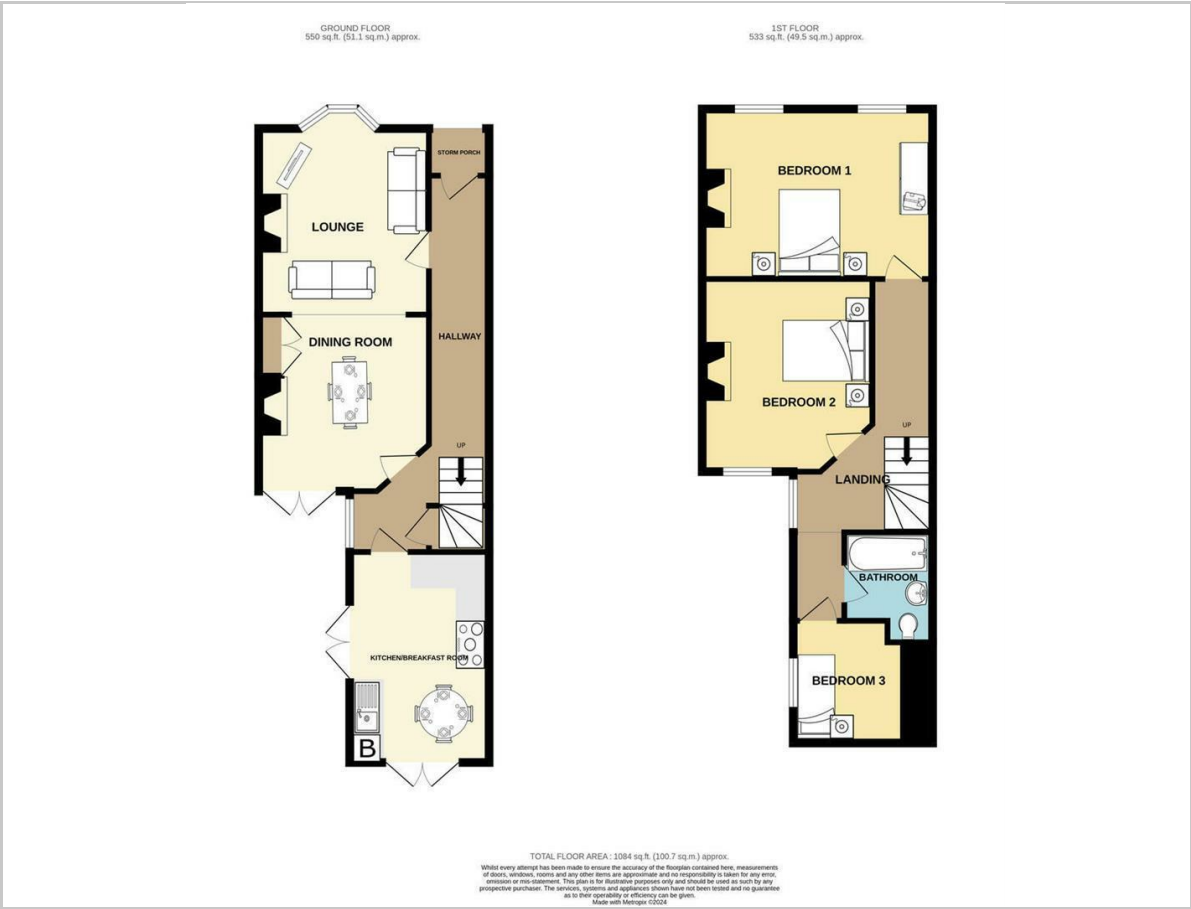 GROUND FLOOR
550 sq.ft. (51.1 sq.m.) approx.
1ST FLOOR
533 sq.ft. (49.5 sq.m.) approx.
STORM PORCH
LOUNGE
DINING ROOM
HALLWAY
UP
KITCHEN/BREAKFAST ROOM
B
BEDROOM 1
BEDROOM 2
UP
LANDING
BATHROOM
BEDROOM 3
TOTAL FLOOR AREA : 1084 sq.ft. (100.7 sq.m.) approx.
Whilst every attempt has been made to ensure the accuracy of the floorplan contained here, measurements
of doors, windows, rooms and any other items are approximate and no responsibility is taken for any error,
omission or mis-statement. This plan is for illustrative purposes only and should be used as such by any
prospective purchaser. The services, systems and appliances shown have not been tested and no guarantee
as to their operability or efficiency can be given.
Made with Metropix ©2024